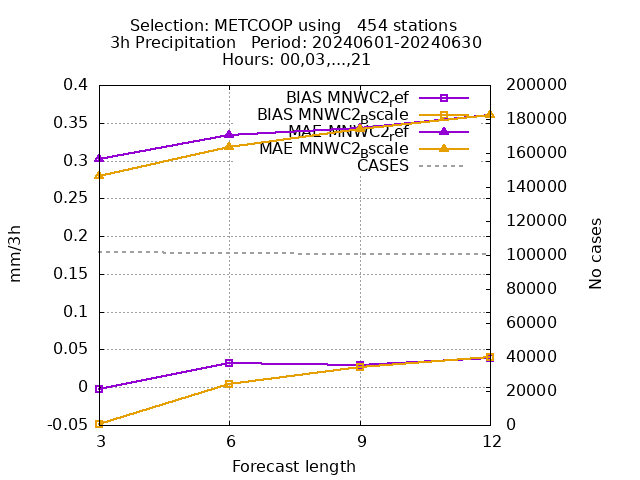 Selection: METCOOP using   454 stations
3h Precipitation   Period: 20240601-20240630
Hours: 00,03,...,21
0.4
0.35
0.3
0.25
0.2
0.15
0.1
0.05
0
-0.05
mm/3h
BIAS MNWC2_ref
BIAS MNWC2_Bscale
MAE MNWC2_ref
MAE MNWC2_Bscale
CASES
200000
180000
160000
140000
120000
100000
80000
60000
40000
20000
0
No cases
3
6
9
12
Forecast length